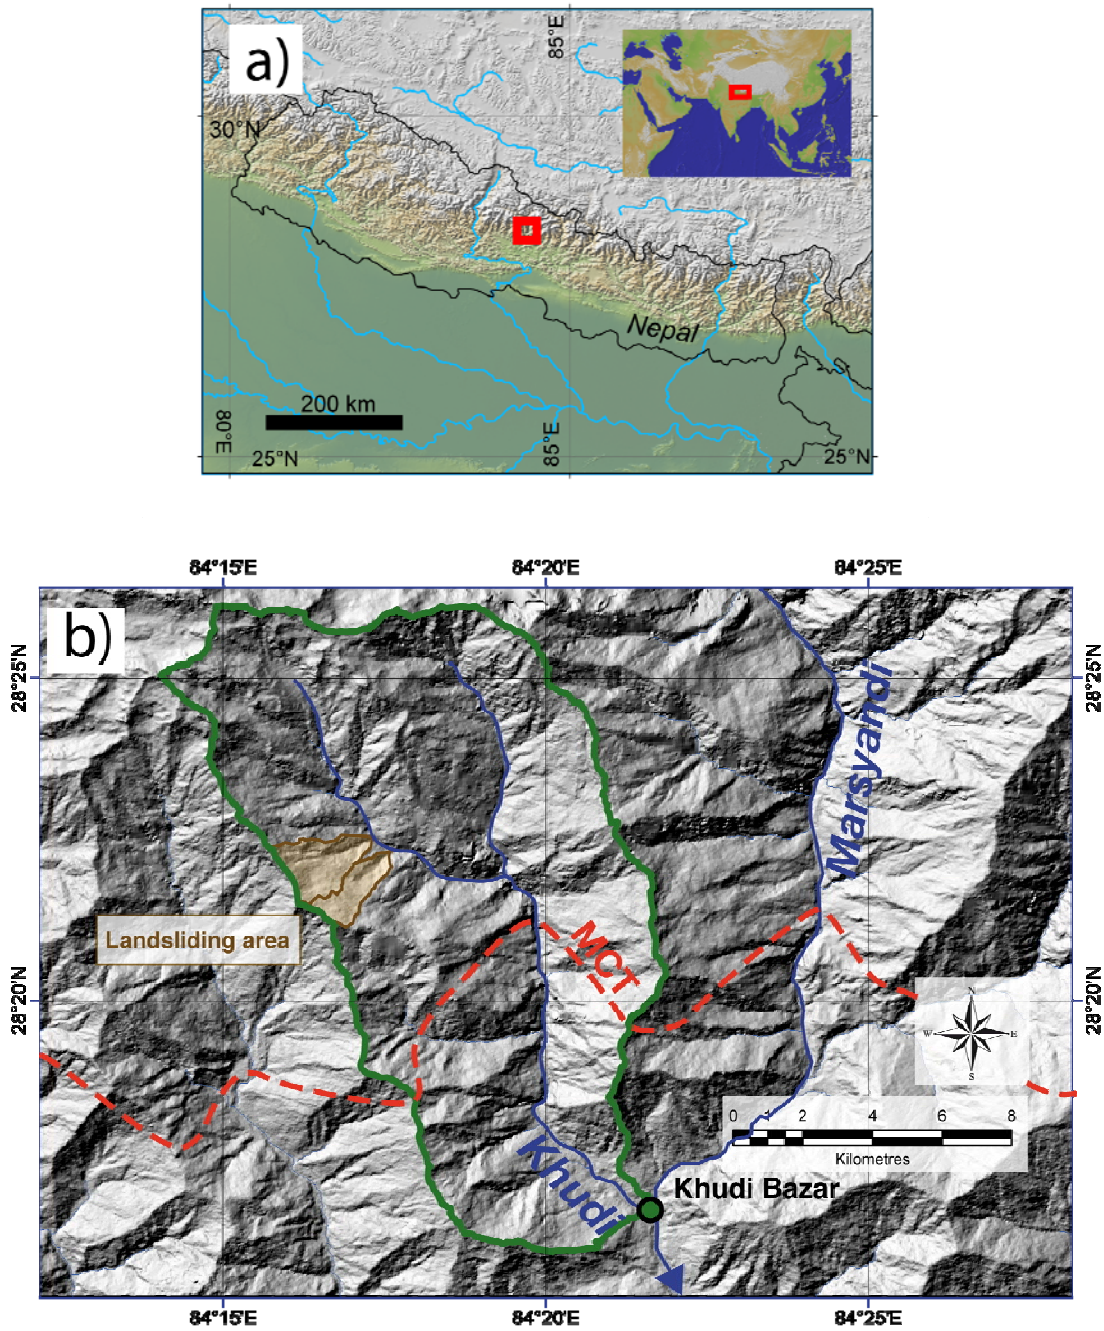 a)
85°E
30°N
Nepal
200 km
80°E
85°E
25°N
25°N
84°15'E
84°20'E
84°25'E
b)
28°25'N
28°25'N
Marsyandi
MCT
Landsliding area
28°20'N
28°20'N
N
W
E
S
0 1 2 4 6 8
Kilometres
Khudi
Khudi Bazar
84°15'E
84°20'E
84°25'E